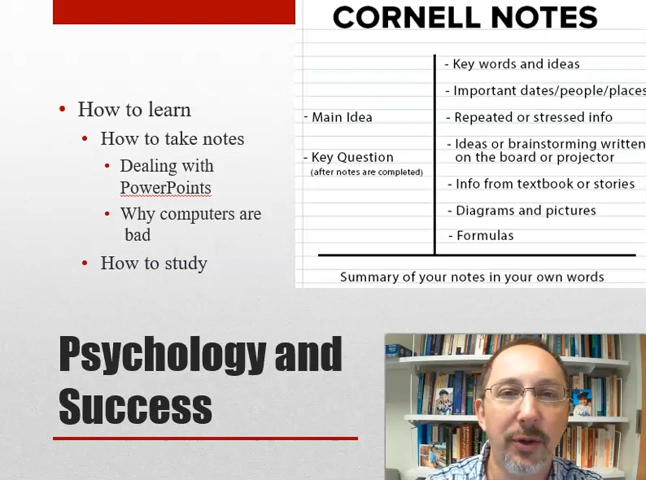 CORNELL NOTES
- Key words and ideas
- Important dates/people/places
- Main Idea
- Repeated or stressed info
- Ideas or brainstorming written
on the board or projector
- Key Question
(after notes are completed)
- Info from textbook or stories
- Diagrams and pictures
- Formulas
Summary of your notes in your own words
• How to learn
• How to take notes
• Dealing with
PowerPoints
• Why computers are
bad
• How to study
Psychology and
Success